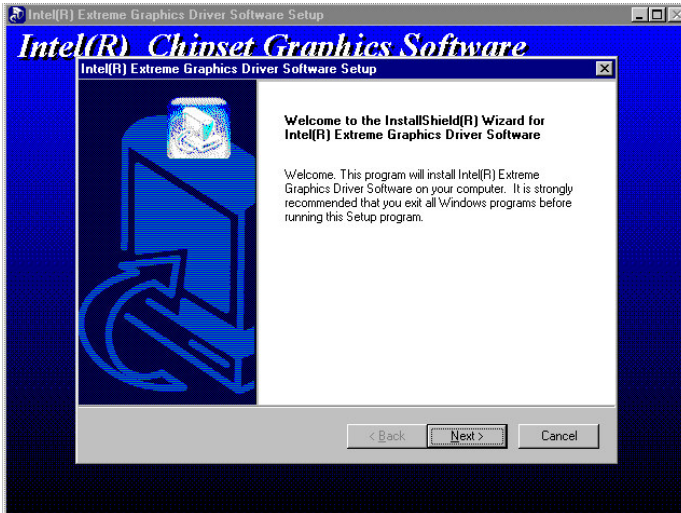 Intel(R) Extreme Graphics Driver Software Setup
Intel(R) Chipset Graphics Software
Intel(R) Extreme Graphics Driver Software Setup
Welcome to the InstallShield(R) Wizard for
Intel(R) Extreme Graphics Driver Software
Welcome. This program will install Intel(R) Extreme
Graphics Driver Software on your computer. It is strongly
recommended that you exit all Windows programs before
running this Setup program.
< Back
Next >
Cancel